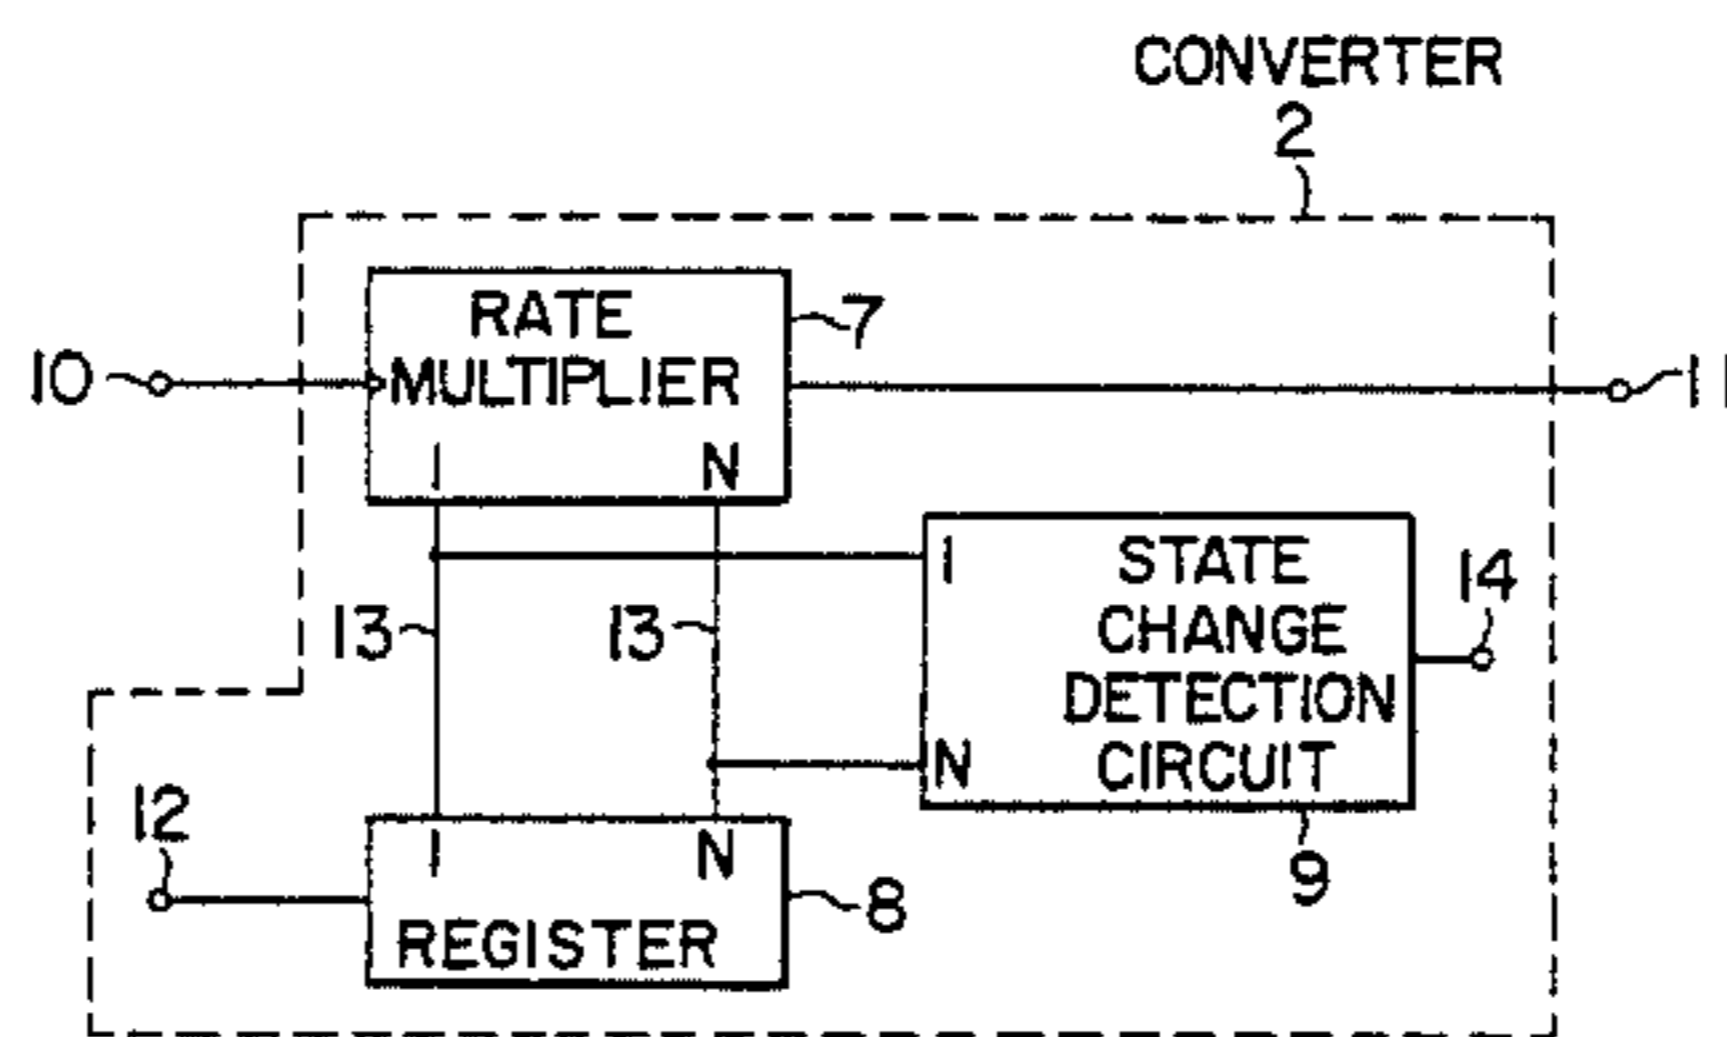 CONVERTER
2
RATE
MULTIPLIER
7
10
11
1
N
1
STATE
CHANGE
DETECTION
CIRCUIT
N
14
13
13
12
1
N
REGISTER
8
9